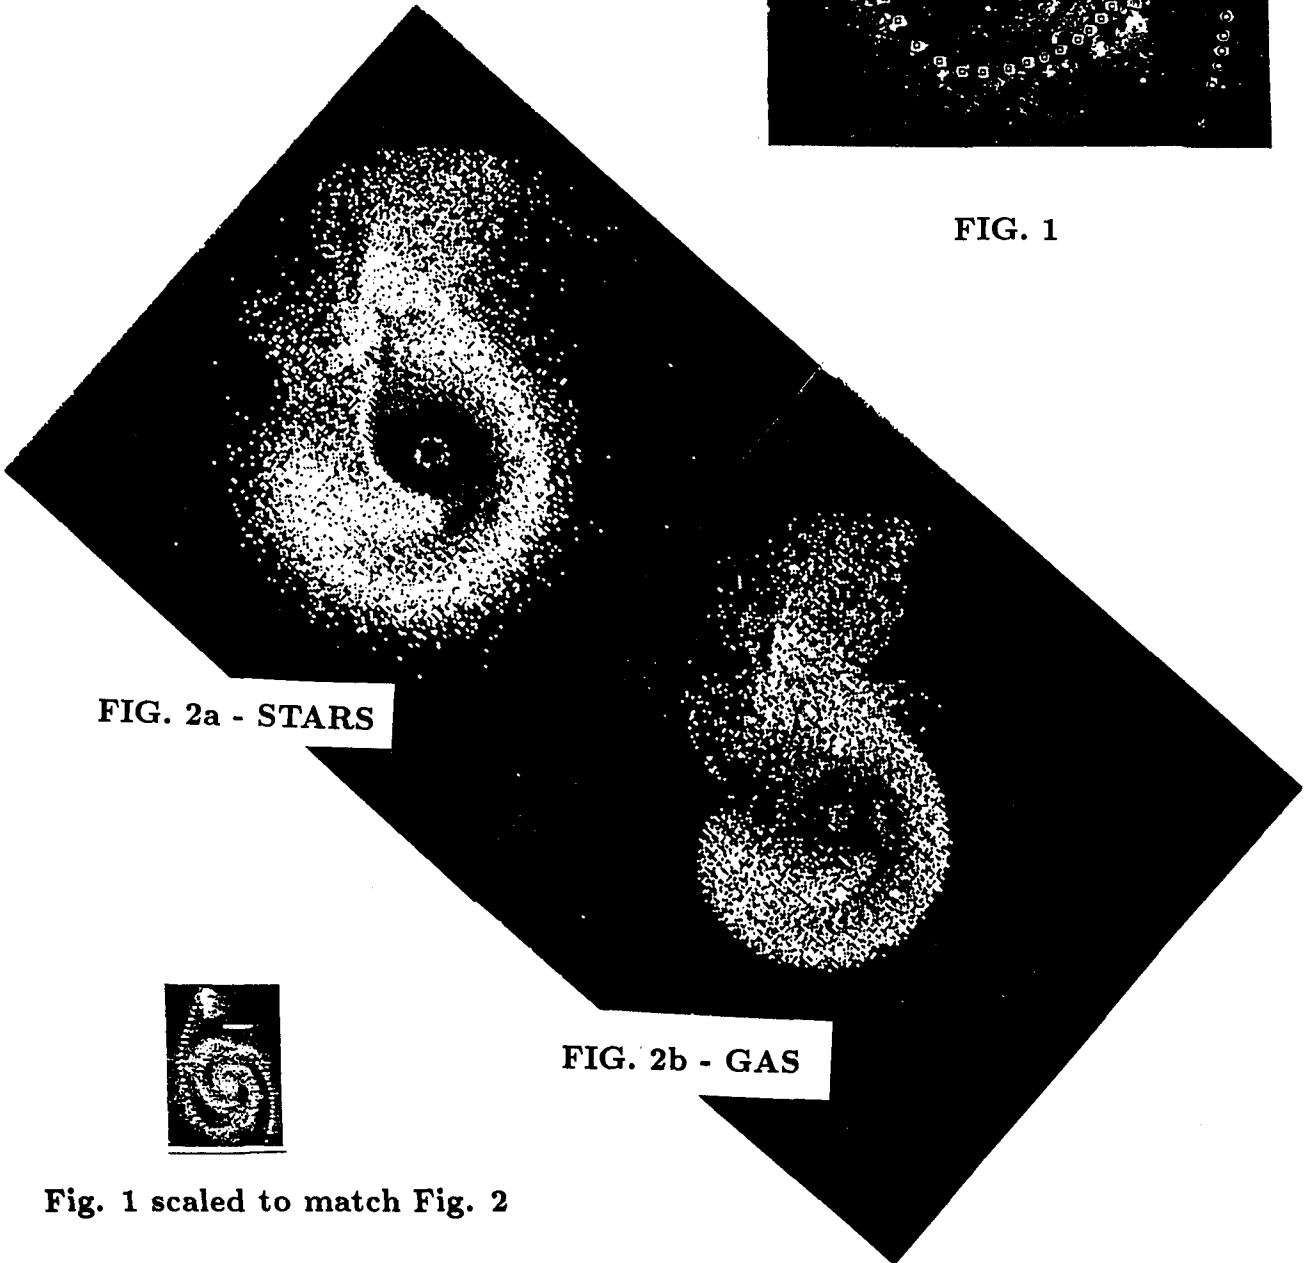 FIG. 1
FIG. 2a - STARS
FIG. 2b - GAS
Fig. 1 scaled to match Fig. 2